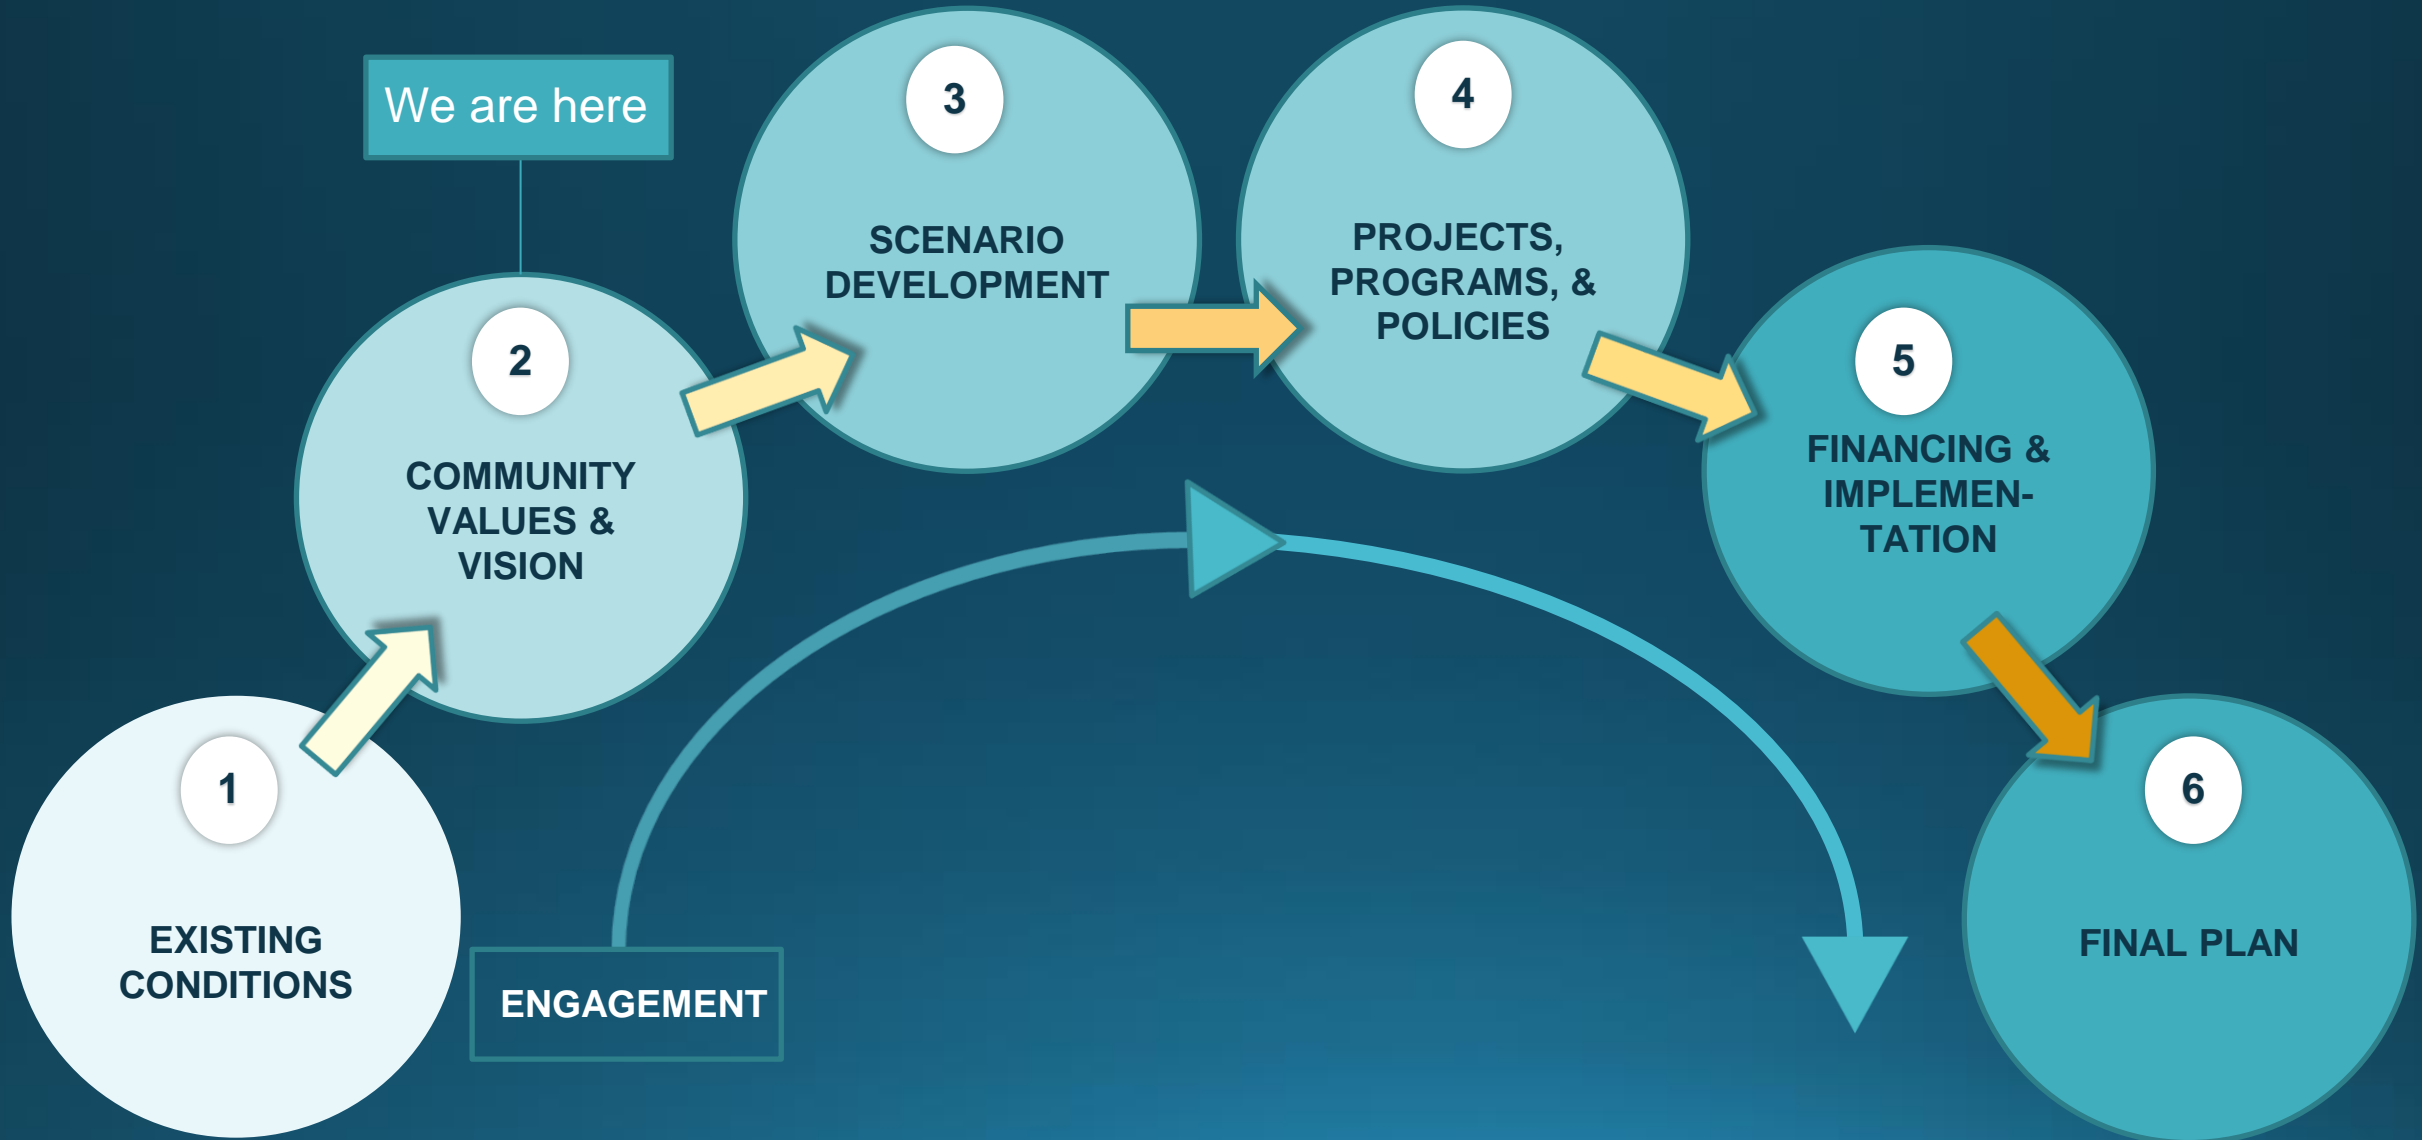 We are here
1
EXISTING
CONDITIONS
2
COMMUNITY
VALUES &
VISION
3
SCENARIO
DEVELOPMENT
4
PROJECTS,
PROGRAMS, &
POLICIES
5
FINANCING &
IMPLEMEN-
TATION
6
FINAL PLAN
ENGAGEMENT